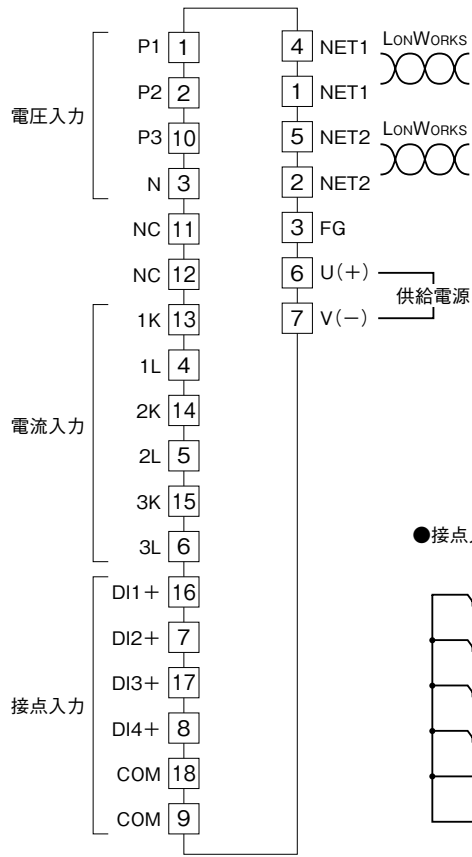 電圧入力
P1 1
P2 2
P3 10
N 3
NC 11
NC 12
電流入力
1K 13
1L 4
2K 14
2L 5
3K 15
3L 6
接点入力
DI1+ 16
DI2+ 7
DI3+ 17
DI4+ 8
COM 18
COM 9
4 NET1 LONWORKS
1 NET1
5 NET2 LONWORKS
2 NET2
3 FG
6 U(+)
7 V(−)
供給電源
●接点